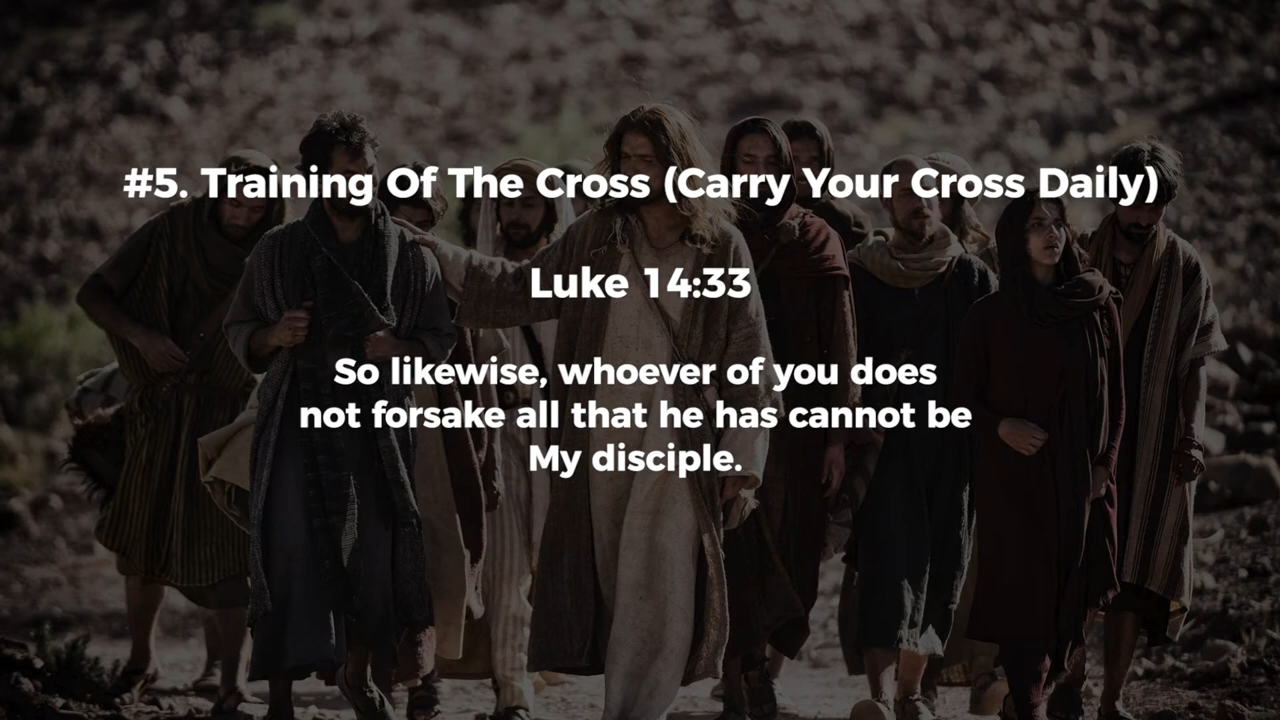 #5. Training Of The Cross (Carry Your Cross Daily)
Luke 14:33
So likewise, whoever of you does
not forsake all that he has cannot be
My disciple.